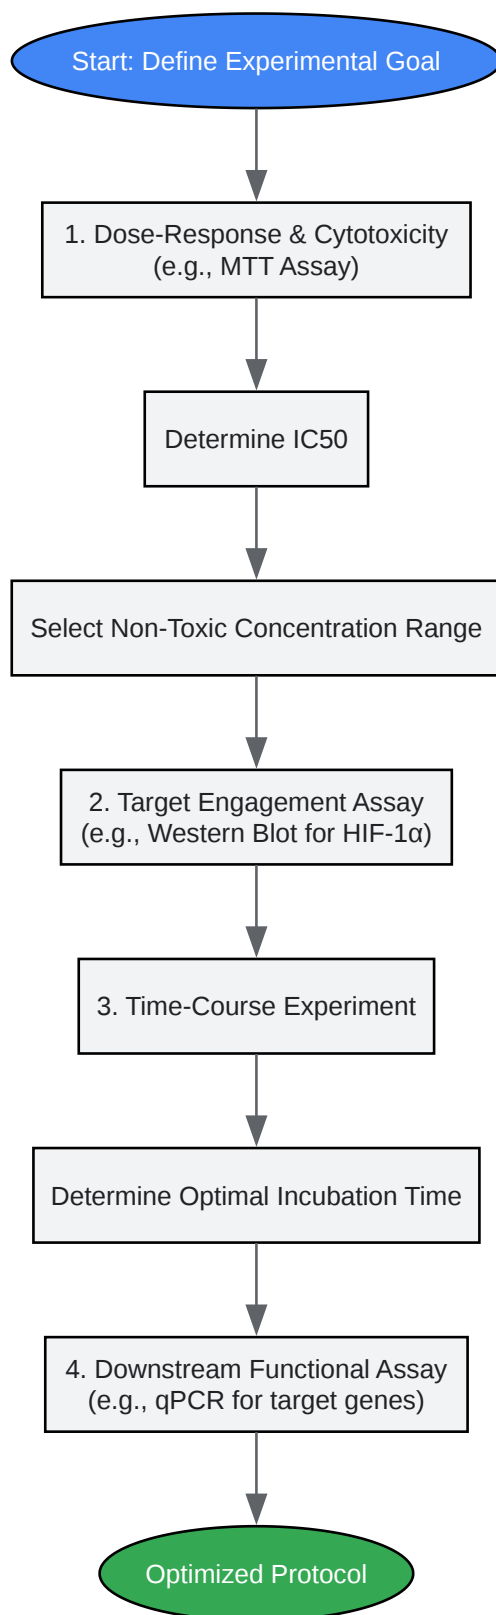 Start: Define Experimental Goal
1. Dose-Response & Cytotoxicity
(e.g., MTT Assay)
Determine IC50
Select Non-Toxic Concentration Range
2. Target Engagement Assay
(e.g., Western Blot for HIF-1α)
3. Time-Course Experiment
Determine Optimal Incubation Time
4. Downstream Functional Assay
(e.g., qPCR for target genes)
Optimized Protocol